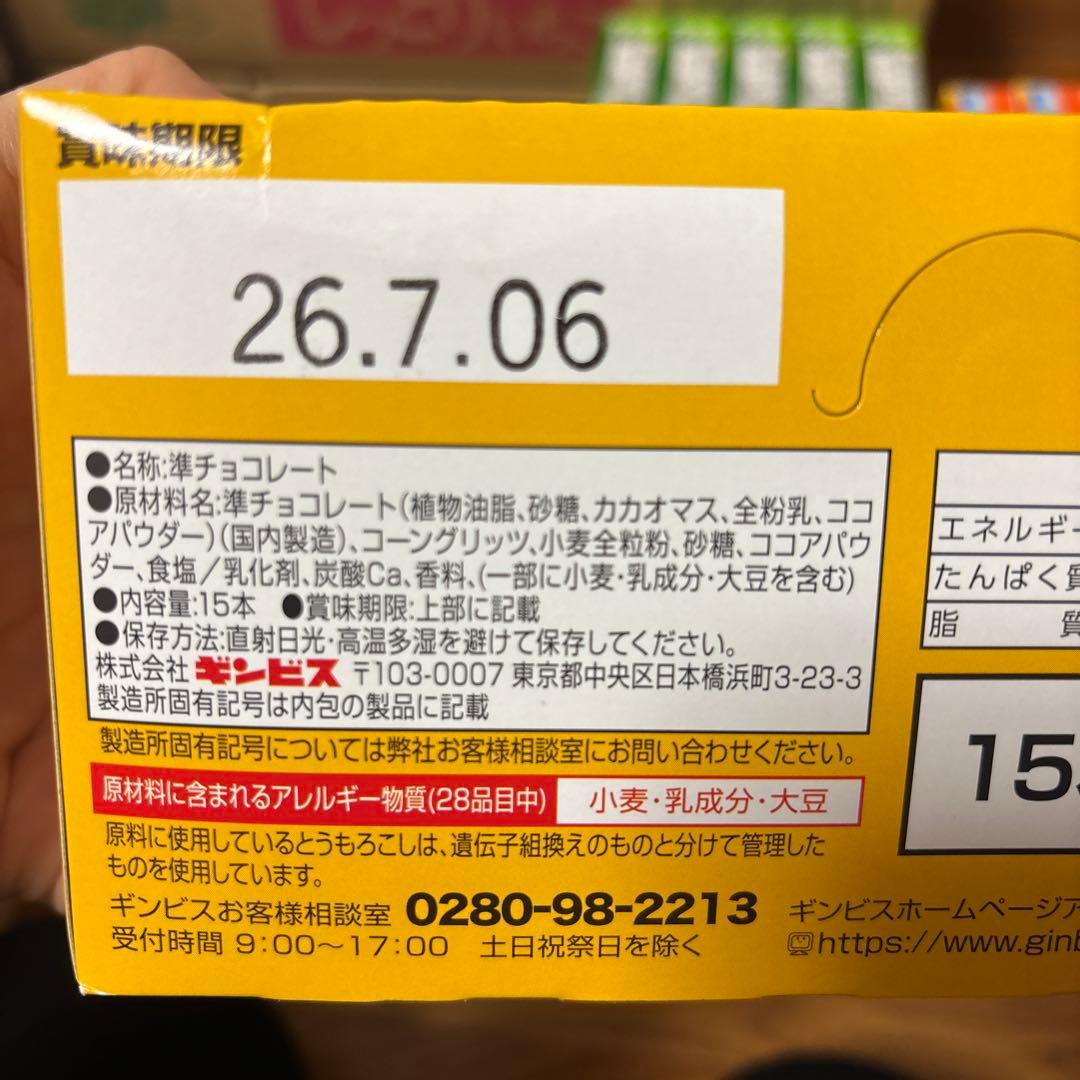 賞味期限
26.7.06
●名称:準チョコレート
●原材料名:準チョコレート(植物油脂、砂糖、カカオマス、全粉乳、ココ
アパウダー)(国内製造)、コーングリッツ、小麦全粒粉、砂糖、ココアパウ
ダー、食塩/乳化剤、炭酸Ca、香料、(一部に小麦・乳成分・大豆を含む)
●内容量:15本 ●賞味期限:上部に記載
●保存方法:直射日光・高温多湿を避けて保存してください。
株式会社 ギンビス 〒103-0007 東京都中央区日本橋浜町3-23-3
製造所固有記号は内包の製品に記載
製造所固有記号については弊社お客様相談室にお問い合わせください。
原材料に含まれるアレルギー物質(28品目中) 小麦・乳成分・大豆
原料に使用しているとうもろこしは、遺伝子組換えのものと分けて管理した
ものを使用しています。
ギンビスお客様相談室 0280-98-2213
受付時間 9:00〜17:00 土日祝祭日を除く
エネルギー
たんぱく質
脂 質
15
ギンビスホームページア
https://www.ginb